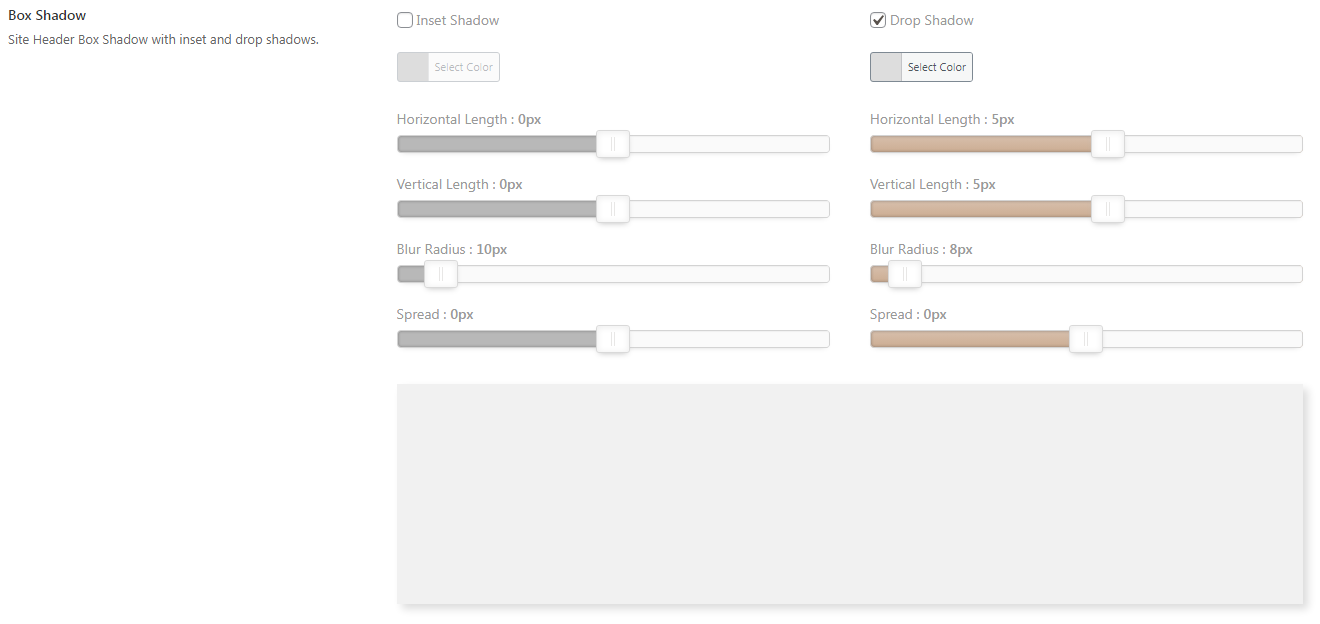 Box Shadow
Site Header Box Shadow with inset and drop shadows.
Inset Shadow
Select Color
Horizontal Length : 0px
Vertical Length : 0px
Blur Radius : 10px
Spread : 0px
Drop Shadow
Select Color
Horizontal Length : 5px
Vertical Length : 5px
Blur Radius : 8px
Spread : 0px